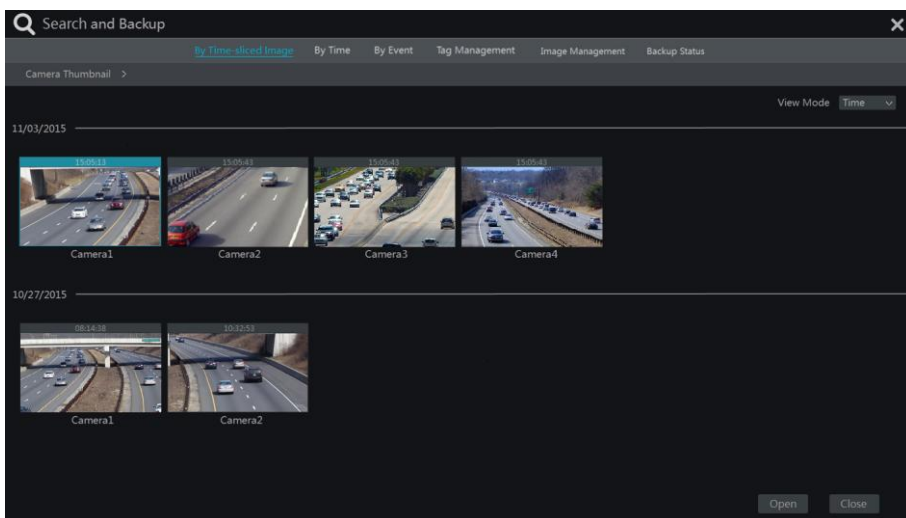 Search and Backup
By Time-sliced Image By Time By Event Tag Management Image Management Backup Status
Camera Thumbnail >
View Mode Time
11/03/2015
15:05:13 15:05:43 15:05:43 15:05:43
Camera1 Camera2 Camera3 Camera4
10/27/2015
08:14:38 10:32:53
Camera1 Camera2
Open Close